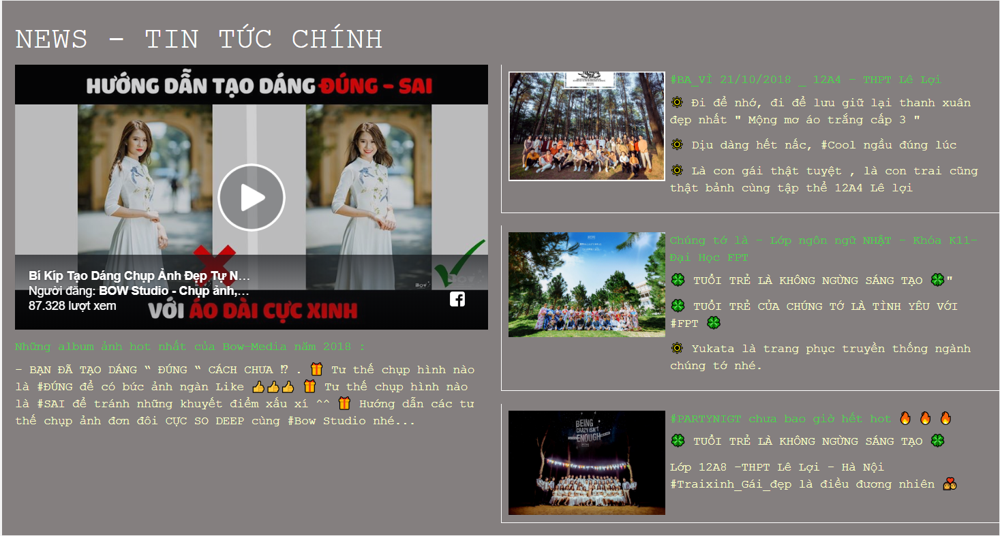 NEWS - TIN TỨC CHÍNH
HƯỚNG DẪN TẠO DÁNG ĐÚNG - SAI
Bí Kíp Tạo Dáng Chụp Ảnh Đẹp Tự N...
Người đăng: BOW Studio - Chụp ảnh,...
87.328 lượt xem
VỚI ÁO DÀI CỰC XINH
Những album ảnh hot nhất của Bow-Media năm 2018 :
- BẠN ĐÃ TẠO DÁNG “ ĐÚNG “ CÁCH CHƯA ⁉ . 🎁 Tư thế chụp hình nào
là #ĐÚNG để có bức ảnh ngàn Like 👍👍👍 🎁 Tư thế chụp hình nào
là #SAI để tránh những khuyết điểm xấu xí ^^ 🎁 Hướng dẫn các tư
thế chụp ảnh đơn đôi CỰC SO DEEP cùng #Bow Studio nhé...
#BA_VÌ 21/10/2018 _ 12A4 - THPT Lê Lợi
🔅 Đi để nhớ, đi để lưu giữ lại thanh xuân
đẹp nhất " Mộng mơ áo trắng cấp 3 "
🔅 Dịu dàng hết nấc, #Cool ngầu đúng lúc
🔅 Là con gái thật tuyệt , là con trai cũng
thật bảnh cùng tập thể 12A4 Lê lợi
Chúng tớ là - Lớp ngôn ngữ NHẬT - Khóa K11-
Đại Học FPT
🍀 TUỔI TRẺ LÀ KHÔNG NGỪNG SÁNG TẠO 🍀"
🍀 TUỔI TRẺ CỦA CHÚNG TỚ LÀ TÌNH YÊU VỚI
#FPT 🍀
🔅 Yukata là trang phục truyền thống ngành
chúng tớ nhé.
#PARTYNIGT chưa bao giờ hết hot 🔥 🔥 🔥
BEING
CRAZY ISN'T
ENOUGH
🍀 TUỔI TRẺ LÀ KHÔNG NGỪNG SÁNG TẠO 🍀
Lớp 12A8 -THPT Lê Lợi - Hà Nội
#Traixinh_Gái_đẹp là điều đương nhiên 💑